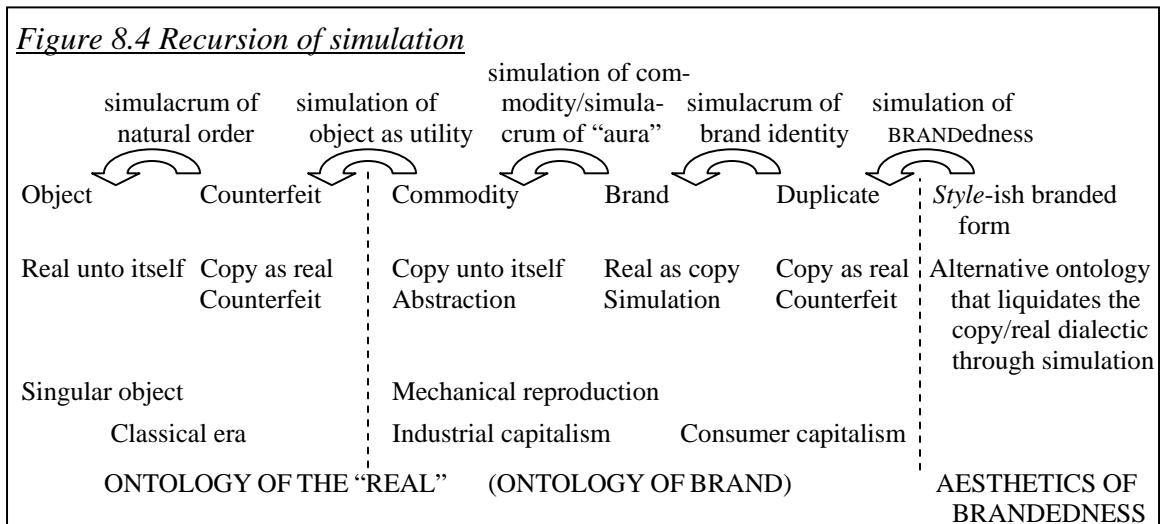 Figure 8.4 Recursion of simulation
simulacrum of
natural order
simulation of
object as utility
simulation of com-
modity/simula-
crum of “aura”
simulacrum of
brand identity
simulation of
BRANDedness
Object
Counterfeit
Commodity
Brand
Duplicate
Style-ish branded
form
Real unto itself
Copy as real
Counterfeit
Copy unto itself
Abstraction
Real as copy
Simulation
Copy as real
Counterfeit
Alternative ontology
that liquidates the
copy/real dialectic
through simulation
Singular object
Mechanical reproduction
Classical era
Industrial capitalism
Consumer capitalism
ONTOLOGY OF THE “REAL”
(ONTOLOGY OF BRAND)
AESTHETICS OF
BRANDEDNESS